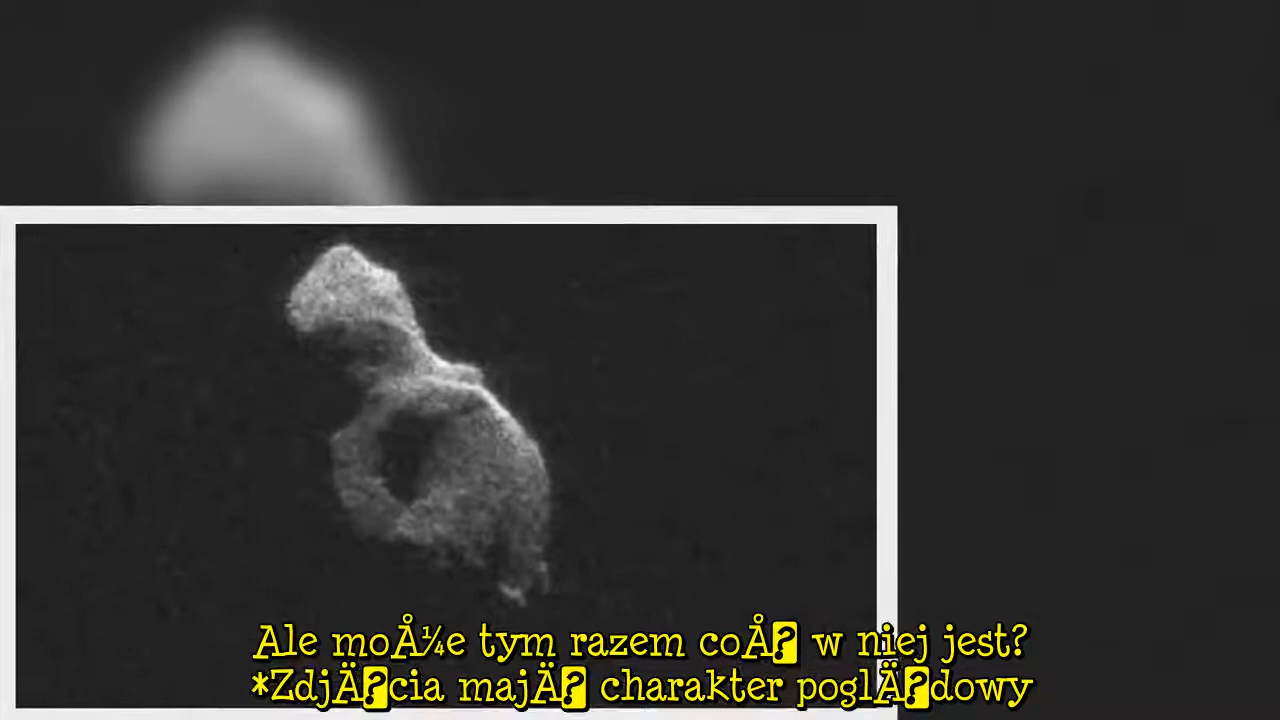 Ale moÅ¼e tym razem coÅ� w niej jest?
*ZdjÄ�cia majÄ� charakter poglÄ�dowy